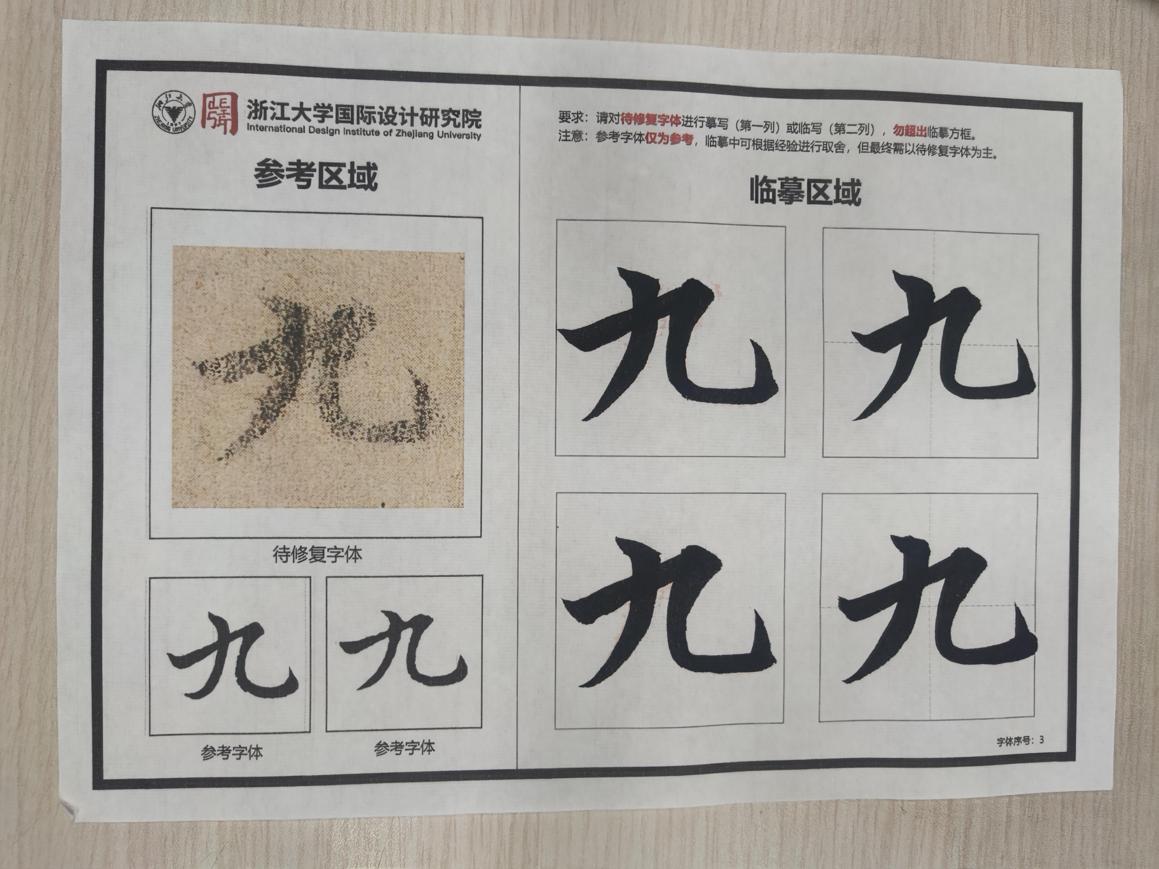 浙江大学国际设计研究院
International Design Institute of Zhejiang University
参考区域
九
待修复字体
九
九
参考字体
参考字体
要求：请对待修复字体进行摹写（第一列）或临写（第二列），勿超出临摹方框。
注意：参考字体仅为参考，临摹中可根据经验进行取舍，但最终需以待修复字体为主。
临摹区域
九
九
九
九
字体序号：3